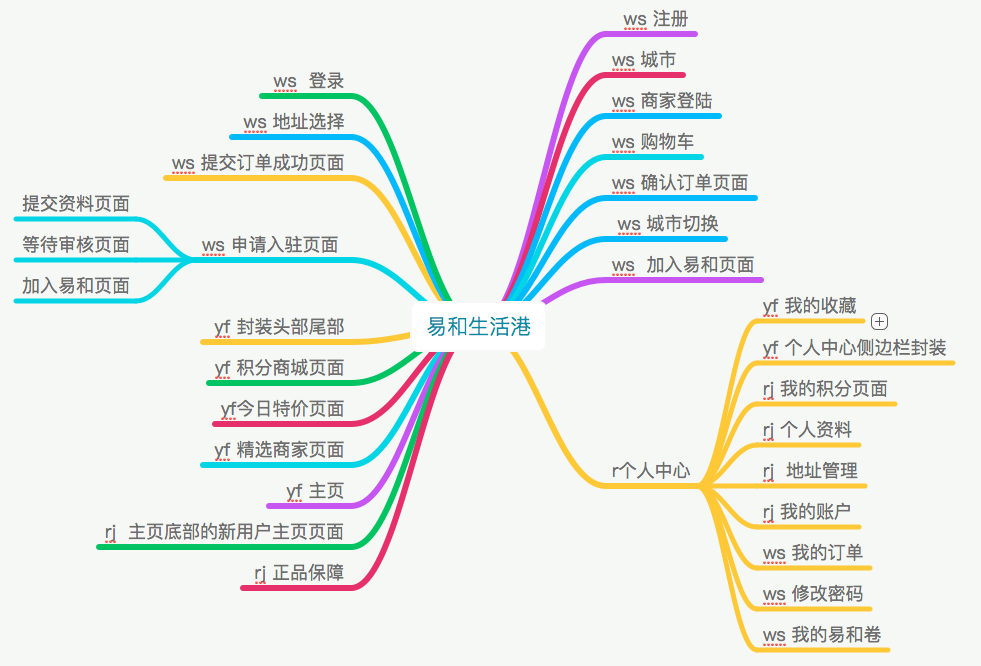 易和生活港
ws 注册
ws 城市
ws 商家登陆
ws 购物车
ws 确认订单页面
ws 城市切换
ws 加入易和页面
r个人中心
yf 我的收藏
yf 个人中心侧边栏封装
rj 我的积分页面
rj 个人资料
rj 地址管理
rj 我的账户
ws 我的订单
ws 修改密码
ws 我的易和卷
ws 登录
ws 地址选择
ws 提交订单成功页面
ws 申请入驻页面
提交资料页面
等待审核页面
加入易和页面
yf 封装头部尾部
yf 积分商城页面
yf今日特价页面
yf 精选商家页面
yf 主页
rj 主页底部的新用户主页页面
rj 正品保障